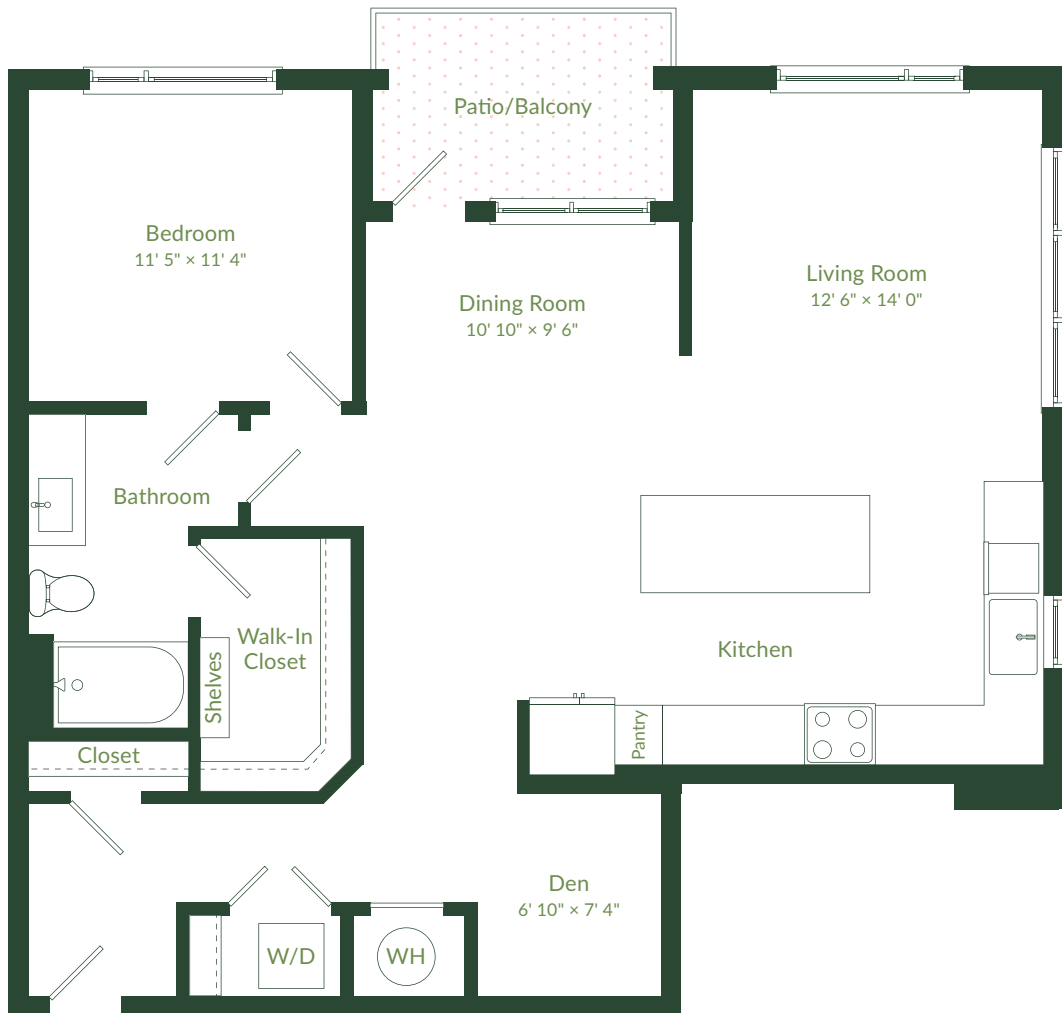 Patio/Balcony
Bedroom
11' 5" × 11' 4"
Living Room
12' 6" × 14' 0"
Dining Room
10' 10" × 9' 6"
Bathroom
Walk-In
Closet
Shelves
Kitchen
Pantry
Closet
Den
6' 10" × 7' 4"
W/D
WH